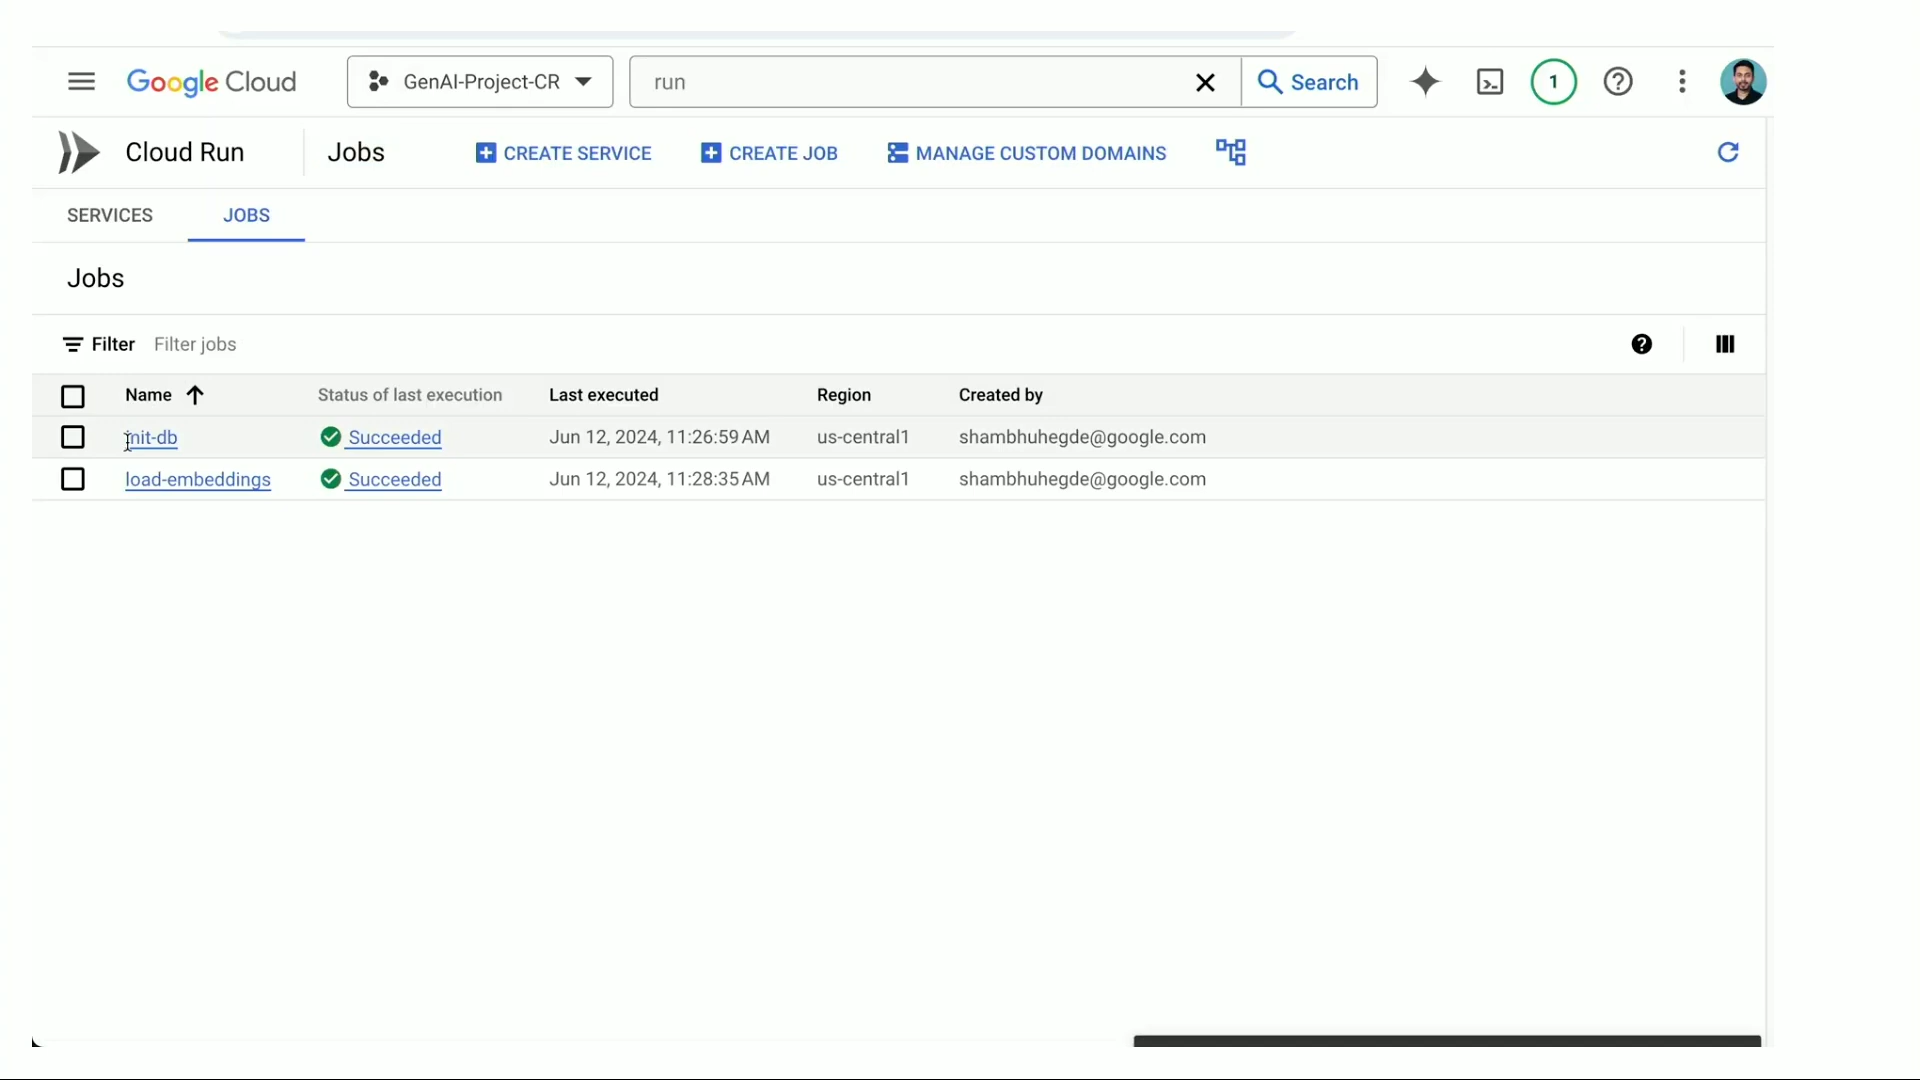 Google Cloud GenAI-Project-CR run Search 1
Cloud Run Jobs CREATE SERVICE CREATE JOB MANAGE CUSTOM DOMAINS
SERVICES JOBS
Jobs
Filter Filter jobs
Name Status of last execution Last executed Region Created by
init-db Succeeded Jun 12, 2024, 11:26:59 AM us-central1 shambhuhegde@google.com
load-embeddings Succeeded Jun 12, 2024, 11:28:35 AM us-central1 shambhuhegde@google.com